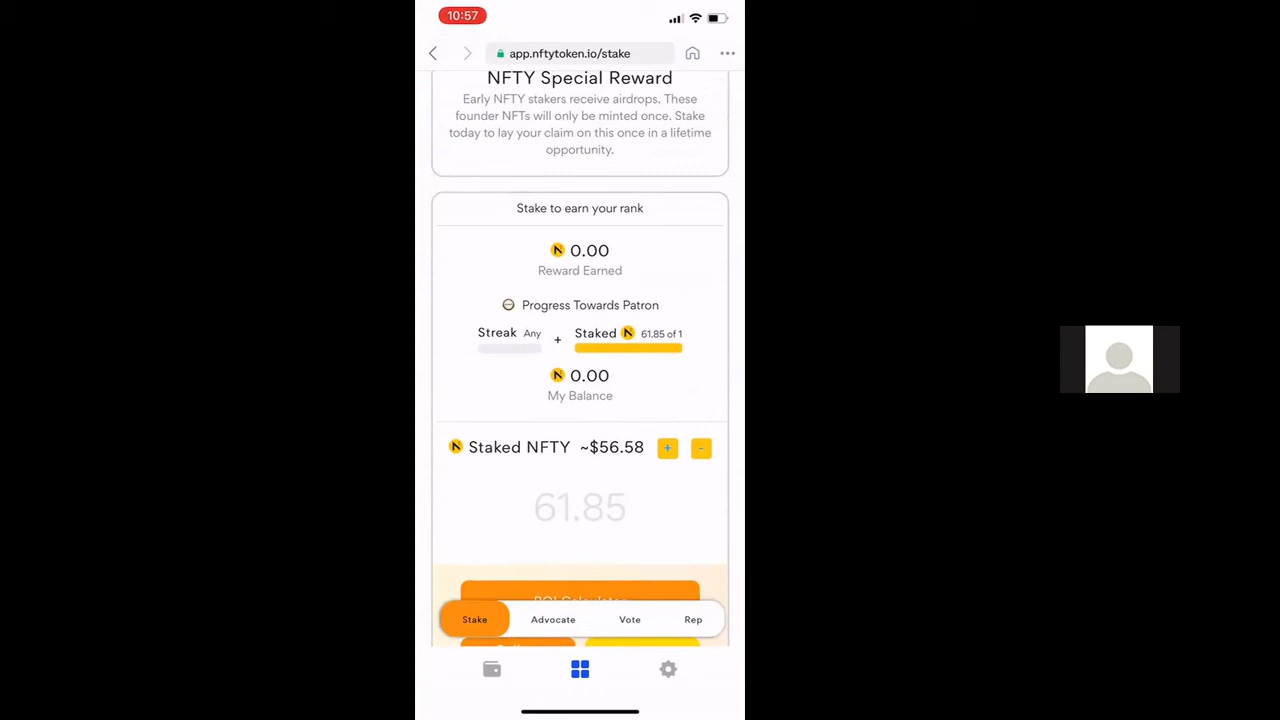 10:57
app.nftytoken.io/stake
NFTY Special Reward
Early NFTY stakers receive airdrops. These
founder NFTs will only be minted once. Stake
today to lay your claim on this once in a lifetime
opportunity.
Stake to earn your rank
0.00
Reward Earned
Progress Towards Patron
Streak Any + Staked 61.85 of 1
0.00
My Balance
Staked NFTY ~$56.58 + -
61.85
ROI Calculator
Stake Advocate Vote Rep